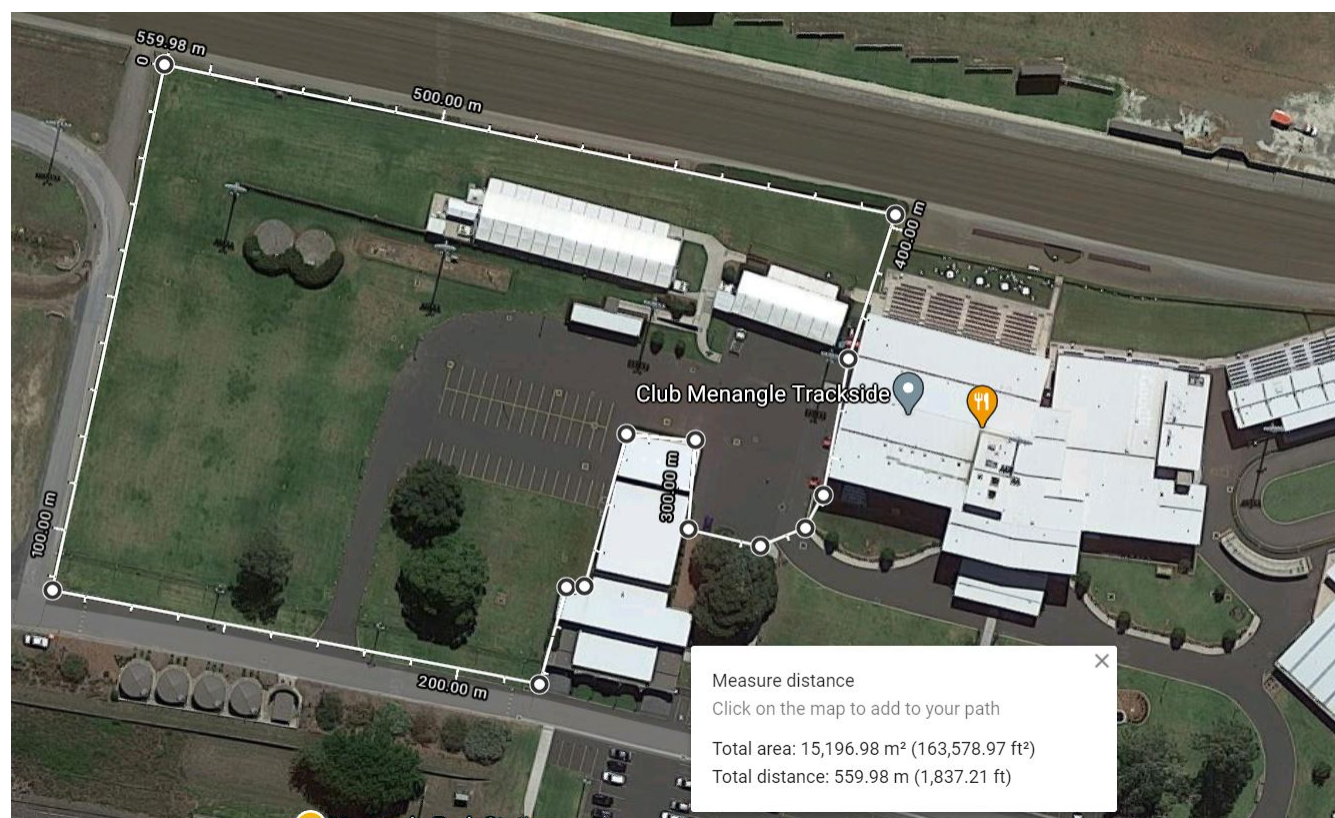 559.98 m
0
500.00 m
400.00 m
Club Menangle Trackside
300.00 m
100.00 m
200.00 m
Measure distance
Click on the map to add to your path
Total area: 15,196.98 m² (163,578.97 ft²)
Total distance: 559.98 m (1,837.21 ft)